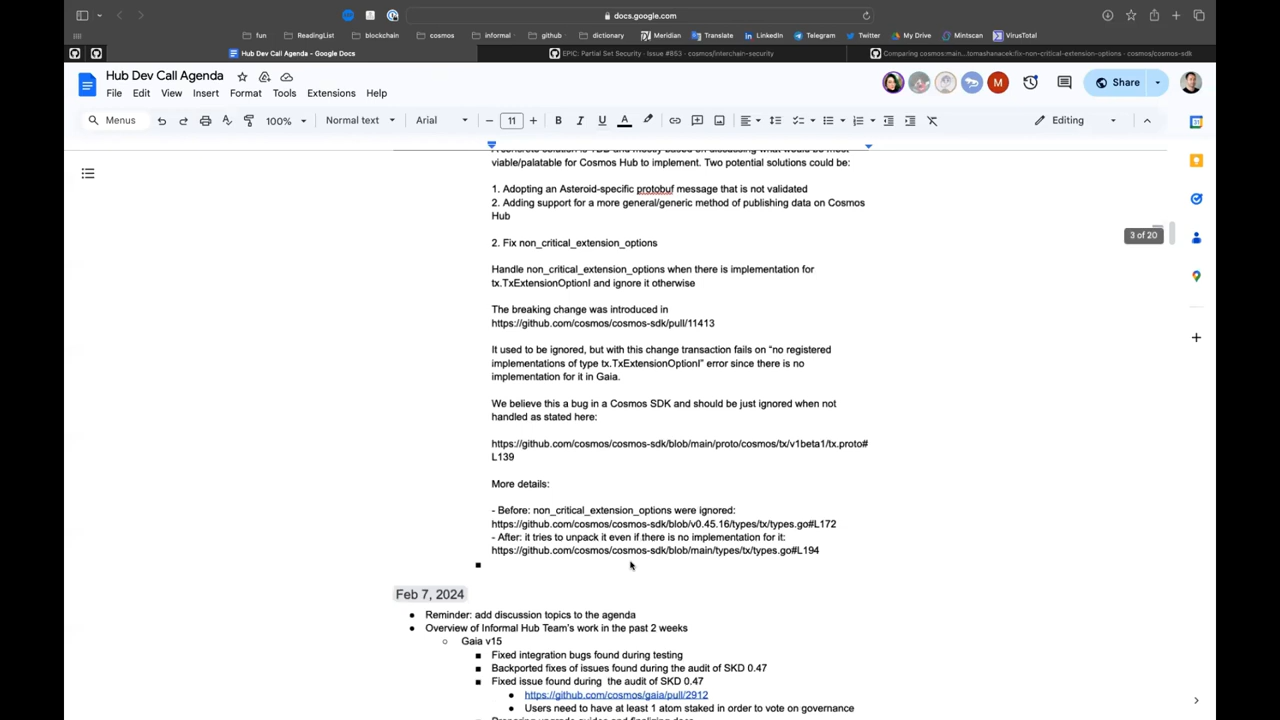 docs.google.com
fun
ReadingList
blockchain
cosmos
informal
github
dictionary
Meridian
Translate
LinkedIn
Telegram
Twitter
My Drive
Mintscan
VirusTotal
Hub Dev Call Agenda - Google Docs
EPIC: Partial Set Security · Issue #853 · cosmos/interchain-security
Comparing cosmos:main...tomashanacek:fix-non-critical-extension-options · cosmos/cosmos-sdk
Hub Dev Call Agenda
File Edit View Insert Format Tools Extensions Help
M
Share
Menus
100%
Normal text
Arial
11
Editing
viable/palatable for Cosmos Hub to implement. Two potential solutions could be:
1. Adopting an Asteroid-specific protobuf message that is not validated
2. Adding support for a more general/generic method of publishing data on Cosmos
Hub
3 of 20
2. Fix non_critical_extension_options
Handle non_critical_extension_options when there is implementation for
tx.TxExtensionOptionI and ignore it otherwise
The breaking change was introduced in
https://github.com/cosmos/cosmos-sdk/pull/11413
It used to be ignored, but with this change transaction fails on “no registered
implementations of type tx.TxExtensionOptionI” error since there is no
implementation for it in Gaia.
We believe this a bug in a Cosmos SDK and should be just ignored when not
handled as stated here:
https://github.com/cosmos/cosmos-sdk/blob/main/proto/cosmos/tx/v1beta1/tx.proto#
L139
More details:
- Before: non_critical_extension_options were ignored:
https://github.com/cosmos/cosmos-sdk/blob/v0.45.16/types/tx/types.go#L172
- After: it tries to unpack it even if there is no implementation for it:
https://github.com/cosmos/cosmos-sdk/blob/main/types/tx/types.go#L194
Feb 7, 2024
Reminder: add discussion topics to the agenda
Overview of Informal Hub Team's work in the past 2 weeks
Gaia v15
Fixed integration bugs found during testing
Backported fixes of issues found during the audit of SKD 0.47
Fixed issue found during the audit of SKD 0.47
https://github.com/cosmos/gaia/pull/2912
Users need to have at least 1 atom staked in order to vote on governance